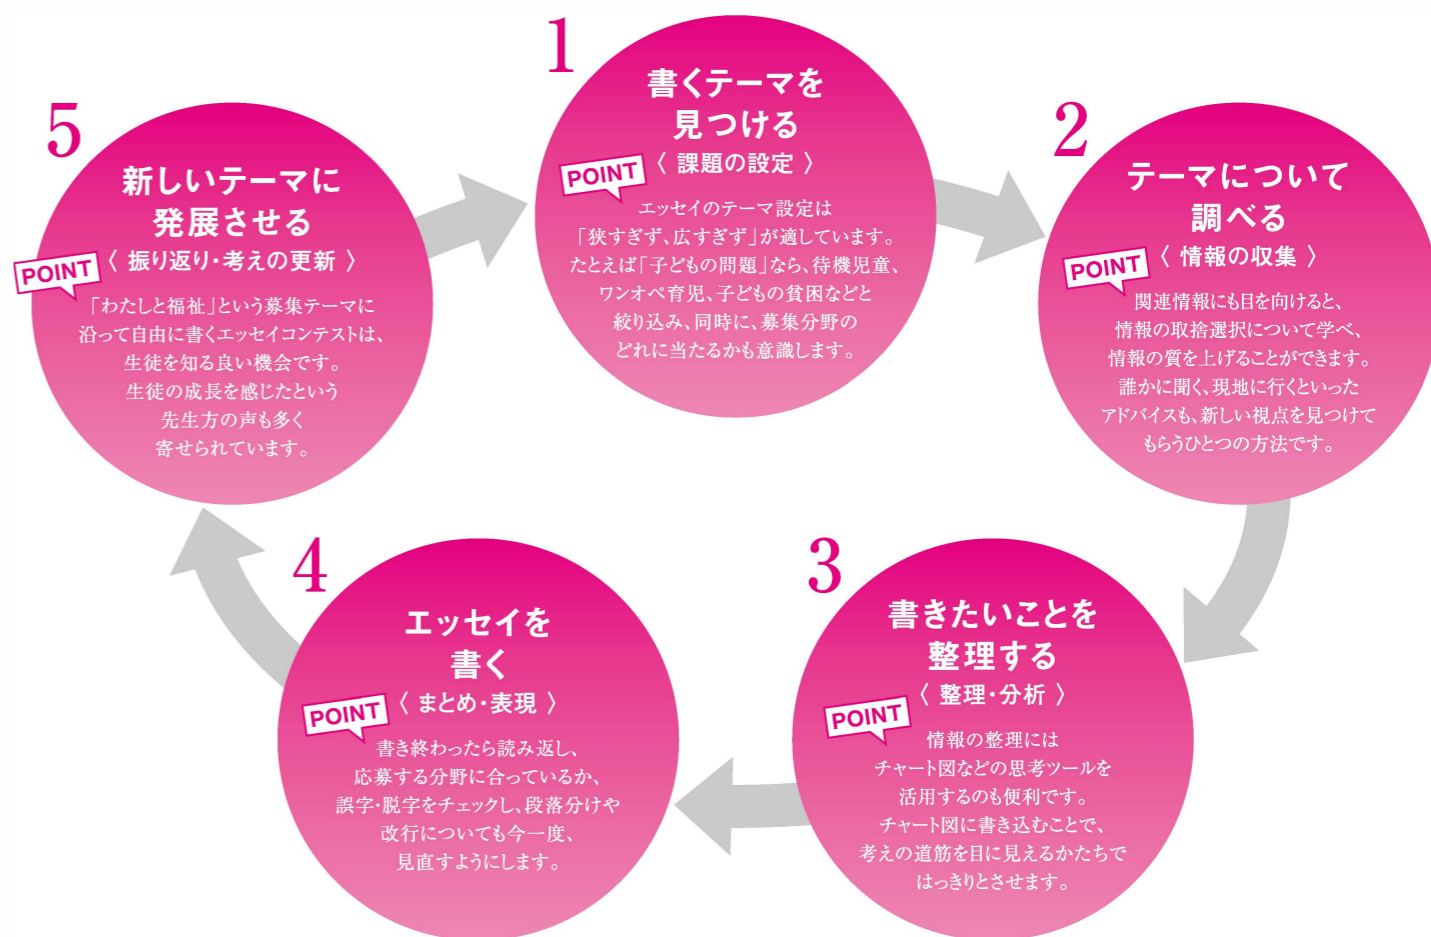 1
書くテーマを
見つける
〈 課題の設定 〉
POINT
エッセイのテーマ設定は
「狭すぎず、広すぎず」が適しています。
たとえば「子どもの問題」なら、待機児童、
ワンオペ育児、子どもの貧困などと
絞り込み、同時に、募集分野の
どれに当たるかも意識します。
2
テーマについて
調べる
〈 情報の収集 〉
POINT
関連情報にも目を向けると、
情報の取捨選択について学べ、
情報の質を上げることができます。
誰かに聞く、現地に行くといった
アドバイスも、新しい視点を見つけて
もらうひとつの方法です。
3
書きたいことを
整理する
〈 整理・分析 〉
POINT
情報の整理には
チャート図などの思考ツールを
活用するのも便利です。
チャート図に書き込むことで、
考えの道筋を目に見えるかたちで
はっきりとさせます。
4
エッセイを
書く
〈 まとめ・表現 〉
POINT
書き終わったら読み返し、
応募する分野に合っているか、
誤字・脱字をチェックし、段落分けや
改行についても今一度、
見直すようにします。
5
新しいテーマに
発展させる
〈 振り返り・考えの更新 〉
POINT
「わたしと福祉」という募集テーマに
沿って自由に書くエッセイコンテストは、
生徒を知る良い機会です。
生徒の成長を感じたという
先生方の声も多く
寄せられています。